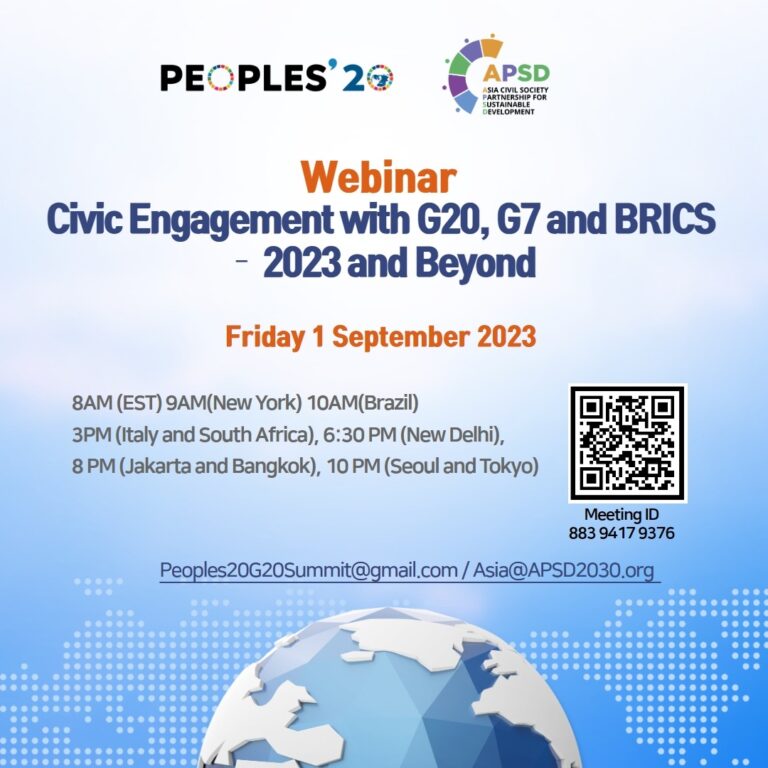 PEOPLES'20
APSD
ASIA CIVIL SOCIETY
PARTNERSHIP FOR
SUSTAINABLE
DEVELOPMENT
Webinar
Civic Engagement with G20, G7 and BRICS
- 2023 and Beyond
Friday 1 September 2023
8AM (EST) 9AM(New York) 10AM(Brazil)
3PM (Italy and South Africa), 6:30 PM (New Delhi),
8 PM (Jakarta and Bangkok), 10 PM (Seoul and Tokyo)
Meeting ID
883 9417 9376
Peoples20G20Summit@gmail.com / Asia@APSD2030.org